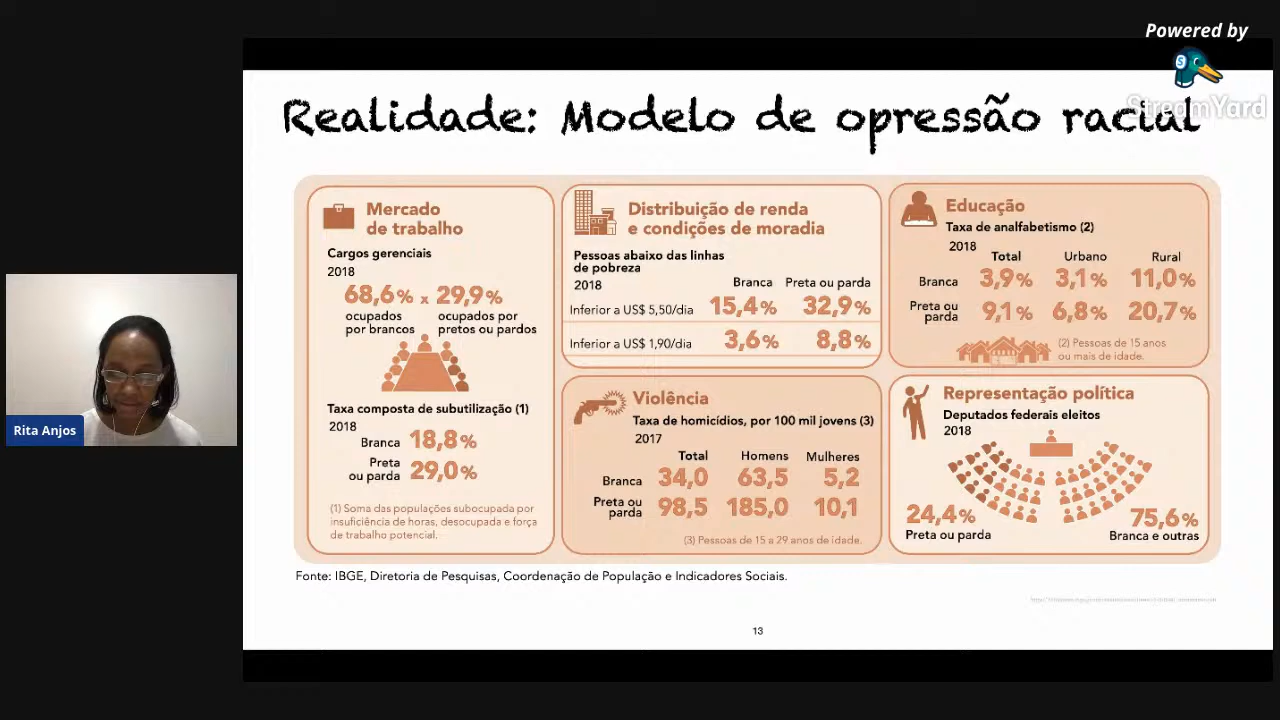 Powered by
StreamYard
Realidade: Modelo de opressão racial
Mercado
de trabalho
Cargos gerenciais
2018
68,6% x 29,9%
ocupados
por brancos
ocupados por
pretos ou pardos
Taxa composta de subutilização (1)
2018
Branca 18,8%
Preta
ou parda 29,0%
(1) Soma das populações subocupada por
insuficiência de horas, desocupada e força
de trabalho potencial.
Distribuição de renda
e condições de moradia
Pessoas abaixo das linhas
de pobreza
2018
Branca Preta ou parda
Inferior a US$ 5,50/dia 15,4% 32,9%
Inferior a US$ 1,90/dia 3,6% 8,8%
Violência
Taxa de homicídios, por 100 mil jovens (3)
2017
Total Homens Mulheres
Branca 34,0 63,5 5,2
Preta ou
parda 98,5 185,0 10,1
(3) Pessoas de 15 a 29 anos de idade.
Educação
Taxa de analfabetismo (2)
2018
Total Urbano Rural
Branca 3,9% 3,1% 11,0%
Preta ou
parda 9,1% 6,8% 20,7%
(2) Pessoas de 15 anos
ou mais de idade.
Representação política
Deputados federais eleitos
2018
24,4%
Preta ou parda
75,6%
Branca e outras
Fonte: IBGE, Diretoria de Pesquisas, Coordenação de População e Indicadores Sociais.
13
Rita Anjos